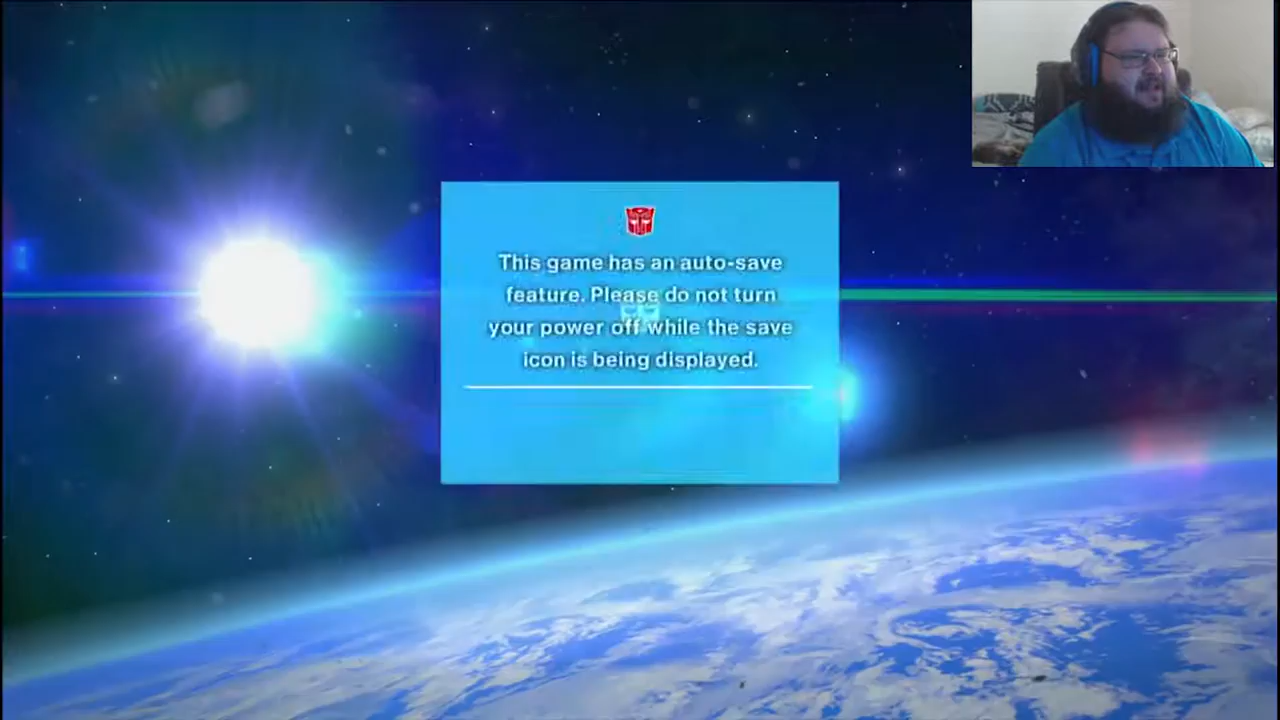 This game has an auto-save
feature. Please do not turn
your power off while the save
icon is being displayed.